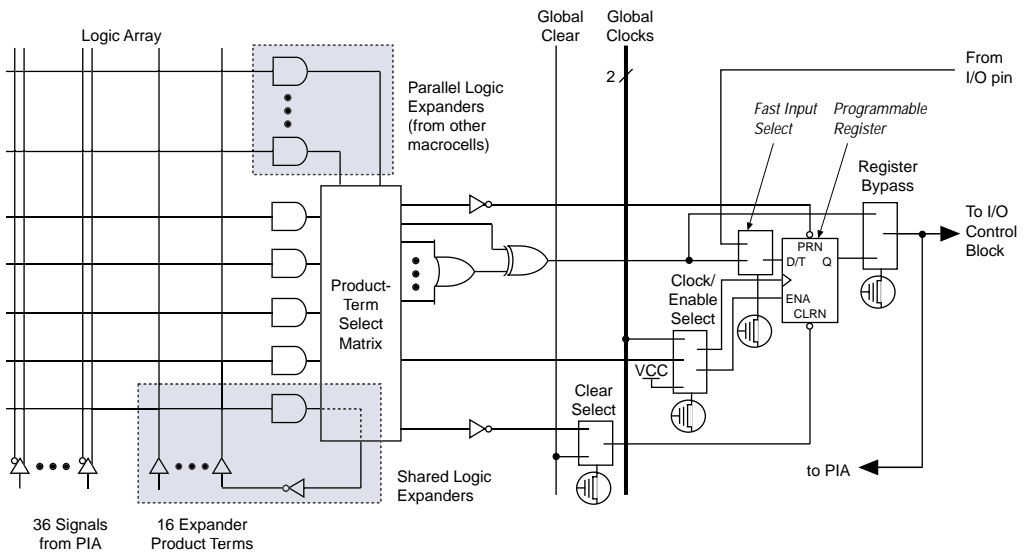 Logic Array
Global
Clear
Global
Clocks
2
Parallel Logic
Expanders
(from other
macrocells)
From
I/O pin
Fast Input
Select
Programmable
Register
Register
Bypass
To I/O
Control
Block
PRN
D/T
Q
ENA
CLRN
Clock/
Enable
Select
Product-
Term
Select
Matrix
VCC
Clear
Select
to PIA
Shared Logic
Expanders
36 Signals
from PIA
16 Expander
Product Terms